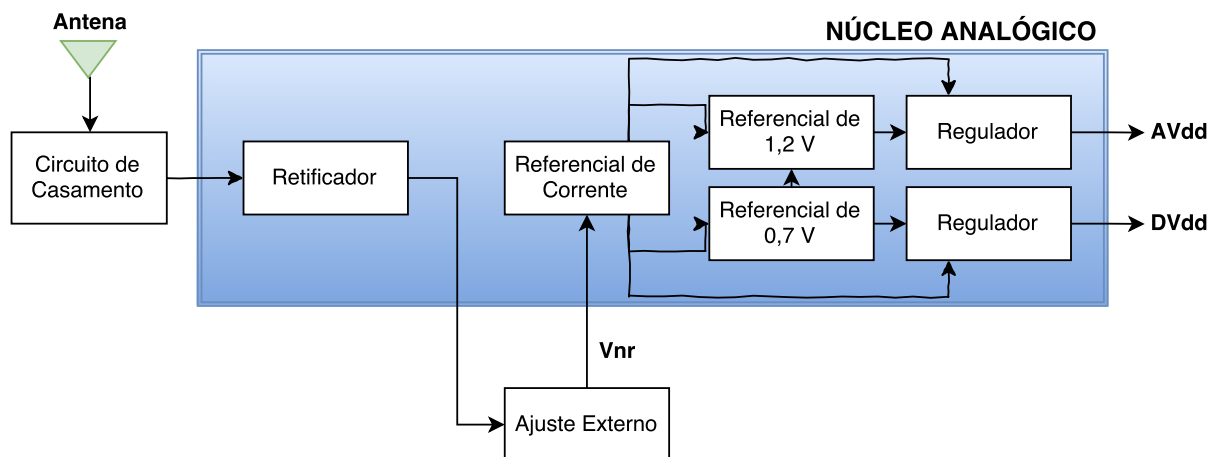 Antena
NÚCLEO ANALÓGICO
Circuito de
Casamento
Retificador
Referencial de
Corrente
Referencial de
1,2 V
Regulador
AVdd
Referencial de
0,7 V
Regulador
DVdd
Vnr
Ajuste Externo